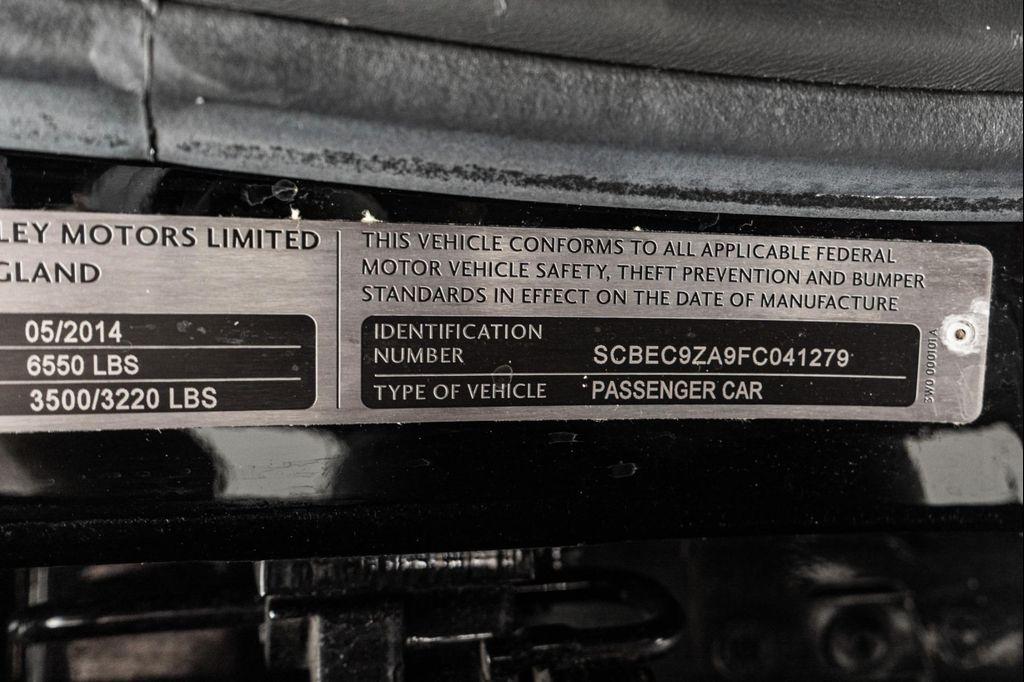 LEY MOTORS LIMITED
GLAND
05/2014
6550 LBS
3500/3220 LBS
THIS VEHICLE CONFORMS TO ALL APPLICABLE FEDERAL
MOTOR VEHICLE SAFETY, THEFT PREVENTION AND BUMPER
STANDARDS IN EFFECT ON THE DATE OF MANUFACTURE
IDENTIFICATION
NUMBER SCBEC9ZA9FC041279
TYPE OF VEHICLE PASSENGER CAR
3W0 000101 A